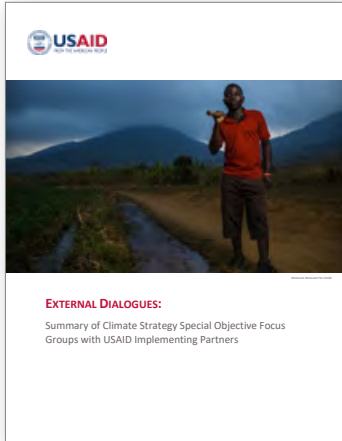 USAID
FROM THE AMERICAN PEOPLE
EXTERNAL DIALOGUES:
Summary of Climate Strategy Special Objective Focus
Groups with USAID Implementing Partners